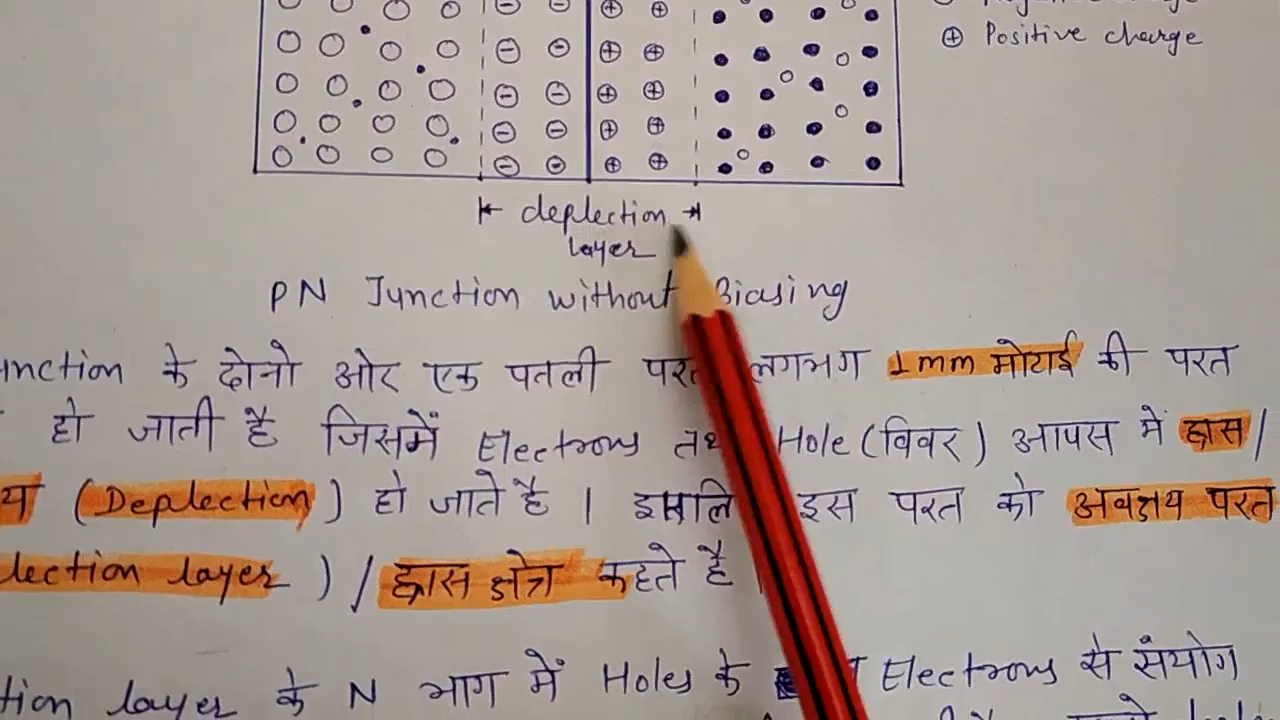 ⊕ Positive charge
deplection
layer
PN Junction without Biasing
nction के दोनो ओर एक पतली परत लगभग 1mm मोटाई की परत
हो जाती है जिसमें Electrons तथ Hole (विवर) आपस में ह्रास/
य (Deplection) हो जाते है । इसलि इस परत को अवक्षय परत
lection layer) / ह्रास क्षेत्र कहते है
tion layer के N भाग में Holes के Electrons से संयोग